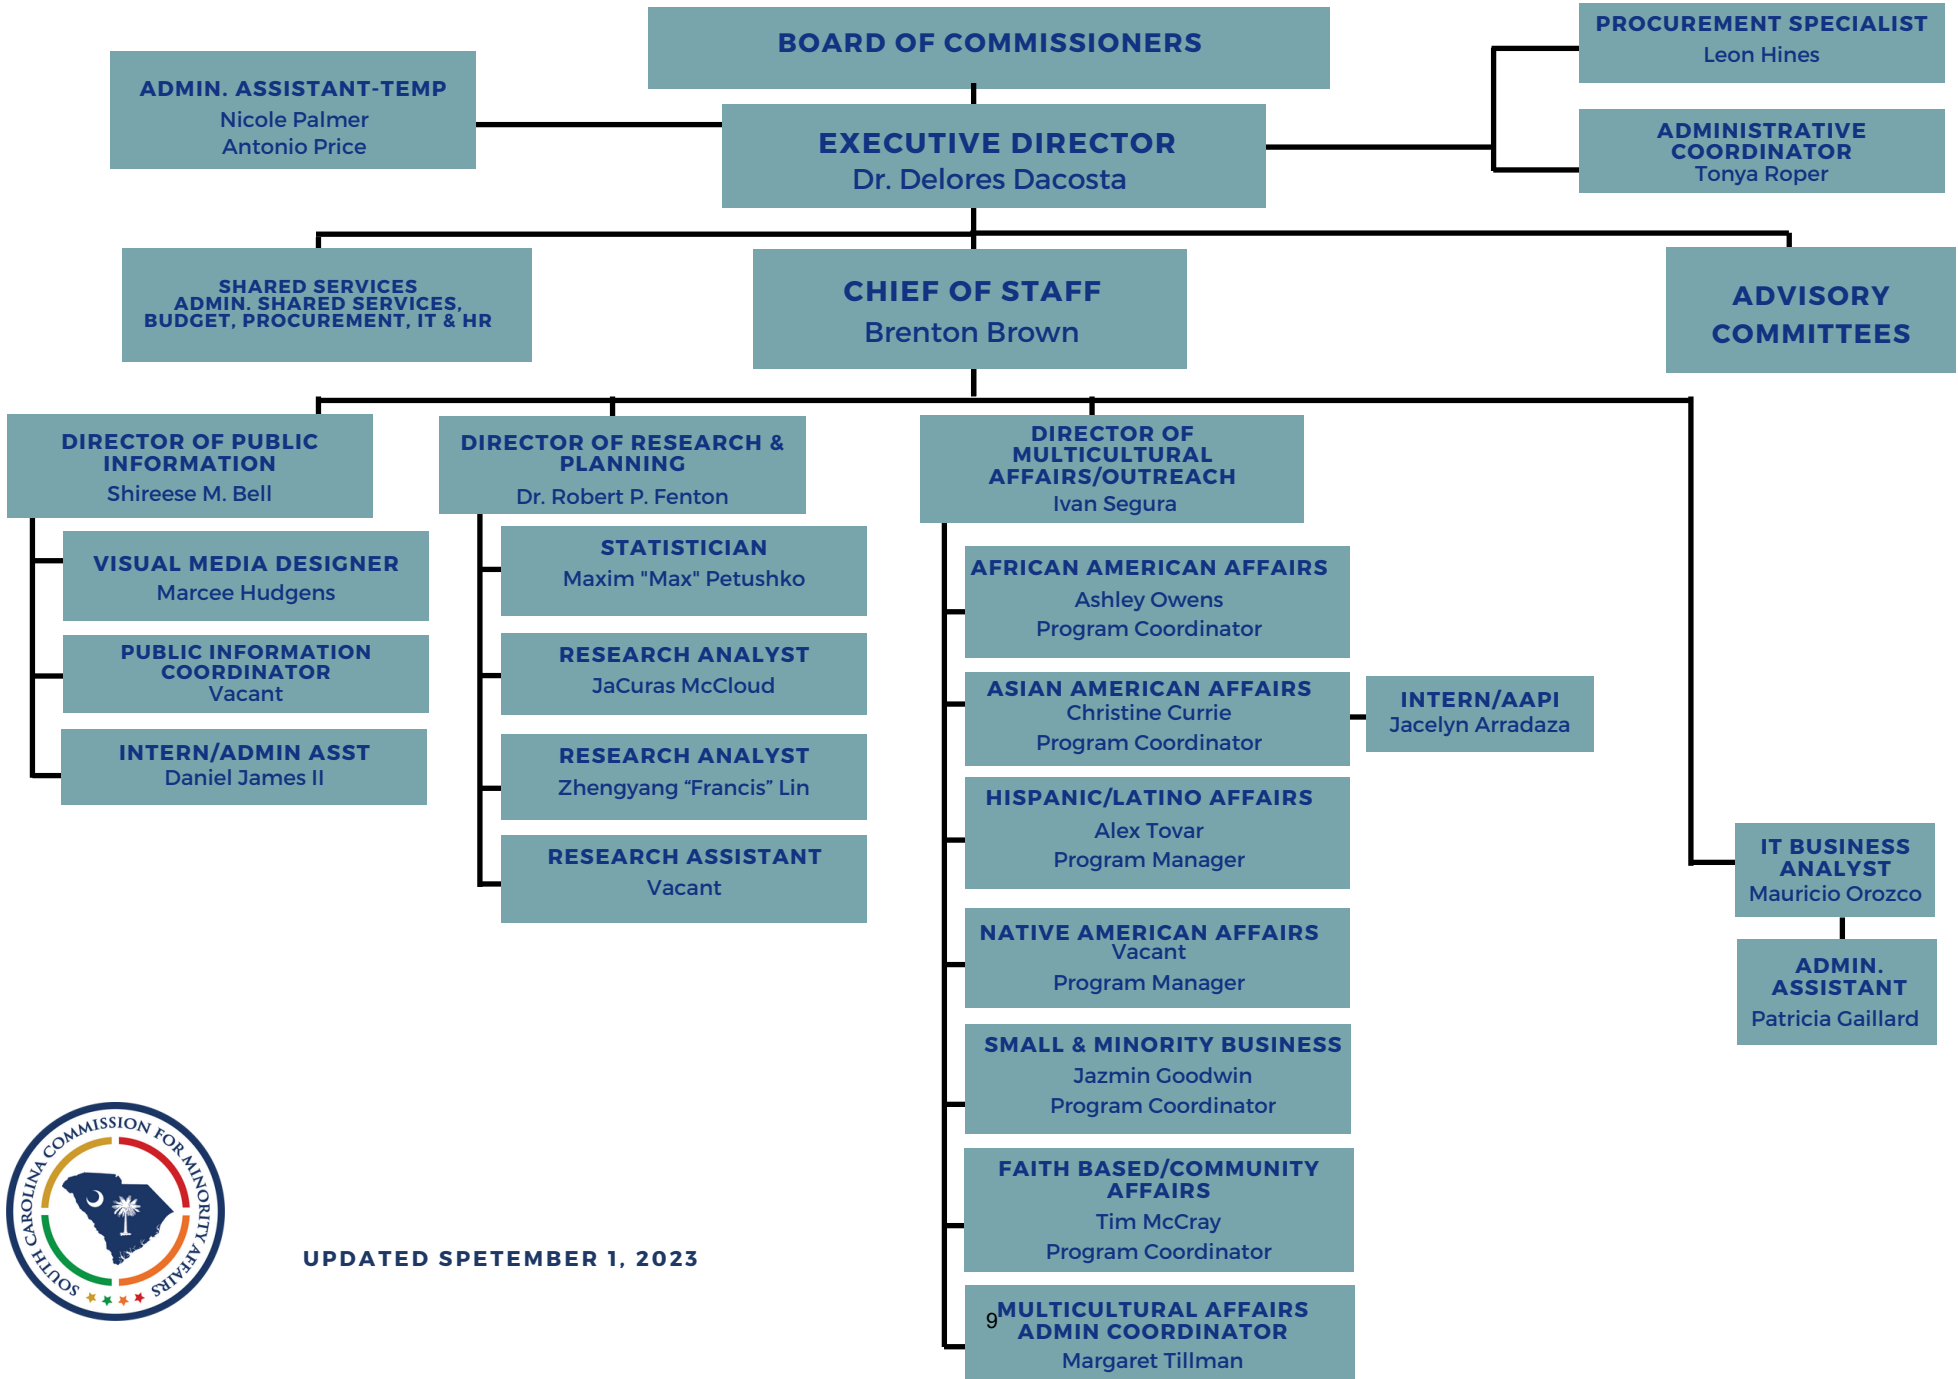 BOARD OF COMMISSIONERS
PROCUREMENT SPECIALIST
Leon Hines
ADMIN. ASSISTANT-TEMP
Nicole Palmer
Antonio Price
EXECUTIVE DIRECTOR
Dr. Delores Dacosta
ADMINISTRATIVE
COORDINATOR
Tonya Roper
SHARED SERVICES
ADMIN. SHARED SERVICES,
BUDGET, PROCUREMENT, IT & HR
CHIEF OF STAFF
Brenton Brown
ADVISORY
COMMITTEES
DIRECTOR OF PUBLIC
INFORMATION
Shireese M. Bell
VISUAL MEDIA DESIGNER
Marcee Hudgens
PUBLIC INFORMATION
COORDINATOR
Vacant
INTERN/ADMIN ASST
Daniel James II
DIRECTOR OF RESEARCH &
PLANNING
Dr. Robert P. Fenton
STATISTICIAN
Maxim "Max" Petushko
RESEARCH ANALYST
JaCuras McCloud
RESEARCH ANALYST
Zhengyang “Francis” Lin
RESEARCH ASSISTANT
Vacant
DIRECTOR OF
MULTICULTURAL
AFFAIRS/OUTREACH
Ivan Segura
AFRICAN AMERICAN AFFAIRS
Ashley Owens
Program Coordinator
ASIAN AMERICAN AFFAIRS
Christine Currie
Program Coordinator
INTERN/AAPI
Jacelyn Arradaza
HISPANIC/LATINO AFFAIRS
Alex Tovar
Program Manager
NATIVE AMERICAN AFFAIRS
Vacant
Program Manager
SMALL & MINORITY BUSINESS
Jazmin Goodwin
Program Coordinator
FAITH BASED/COMMUNITY
AFFAIRS
Tim McCray
Program Coordinator
MULTICULTURAL AFFAIRS
ADMIN COORDINATOR
Margaret Tillman
IT BUSINESS
ANALYST
Mauricio Orozco
ADMIN.
ASSISTANT
Patricia Gaillard
SOUTH CAROLINA COMMISSION FOR MINORITY AFFAIRS
UPDATED SPETEMBER 1, 2023
9